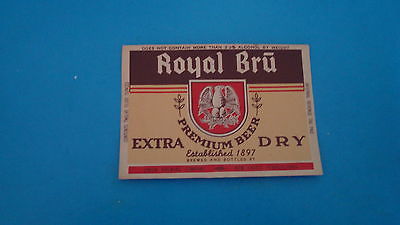 DOES NOT CONTAIN MORE THAN 3.2% ALCOHOL BY WEIGHT
Royal Brū
PREMIUM BEER
EXTRA DRY
Established 1897
BREWED AND BOTTLED BY